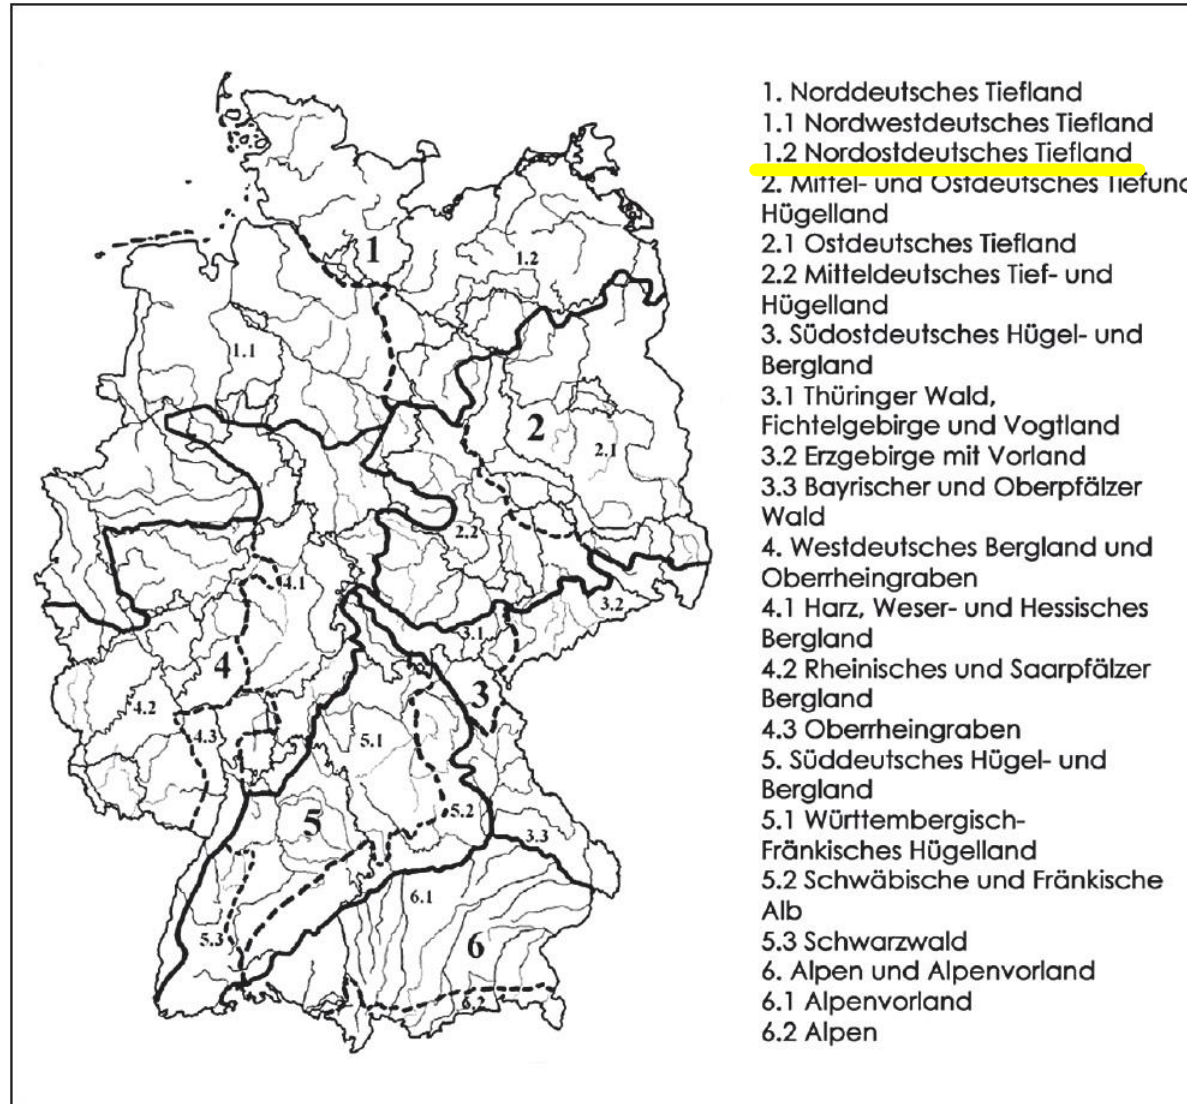 1. Norddeutsches Tiefland
1.1 Nordwestdeutsches Tiefland
1.2 Nordostdeutsches Tiefland
2. Mittel- und Ostdeutsches Tiefund
Hügelland
2.1 Ostdeutsches Tiefland
2.2 Mitteldeutsches Tief- und
Hügelland
3. Südostdeutsches Hügel- und
Bergland
3.1 Thüringer Wald,
Fichtelgebirge und Vogtland
3.2 Erzgebirge mit Vorland
3.3 Bayrischer und Oberpfälzer
Wald
4. Westdeutsches Bergland und
Oberrheingraben
4.1 Harz, Weser- und Hessisches
Bergland
4.2 Rheinisches und Saarpfälzer
Bergland
4.3 Oberrheingraben
5. Süddeutsches Hügel- und
Bergland
5.1 Württembergisch-
Fränkisches Hügelland
5.2 Schwäbische und Fränkische
Alb
5.3 Schwarzwald
6. Alpen und Alpenvorland
6.1 Alpenvorland
6.2 Alpen
1
1.2
1.1
2
2.1
2.2
4.1
3.2
3.1
4
3
4.2
4.3
5.1
5.2
5
3.3
6.1
5.3
6
6.2